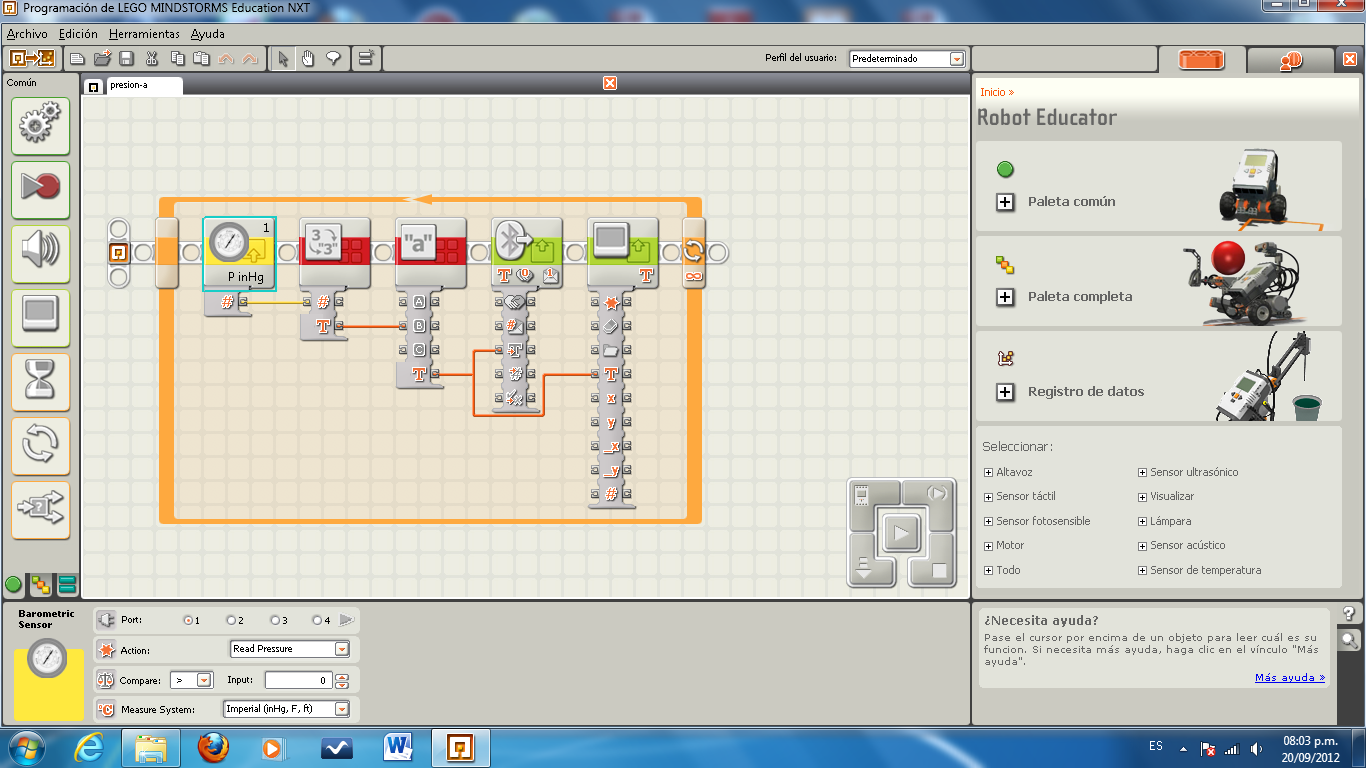 Programación de LEGO MINDSTORMS Education NXT
Archivo Edición Herramientas Ayuda
Perfil del usuario: Predeterminado
Común
presion-a
Inicio »
Robot Educator
Paleta común
Paleta completa
Registro de datos
Seleccionar:
Altavoz Sensor ultrasónico
Sensor táctil Visualizar
Sensor fotosensible Lámpara
Motor Sensor acústico
Todo Sensor de temperatura
1
P inHg
3 "3"
"a"
T 0 1
T
# #
T A
B
C
T
#
T
#
T
x
y
x
y
#
Barometric
Sensor
Port: 1 2 3 4
Action: Read Pressure
Compare: > Input: 0
Measure System: Imperial (inHg, F, ft)
¿Necesita ayuda?
Pase el cursor por encima de un objeto para leer cuál es su
funcion. Si necesita más ayuda, haga clic en el vínculo "Más
ayuda".
Más ayuda »
ES
08:03 p.m.
20/09/2012